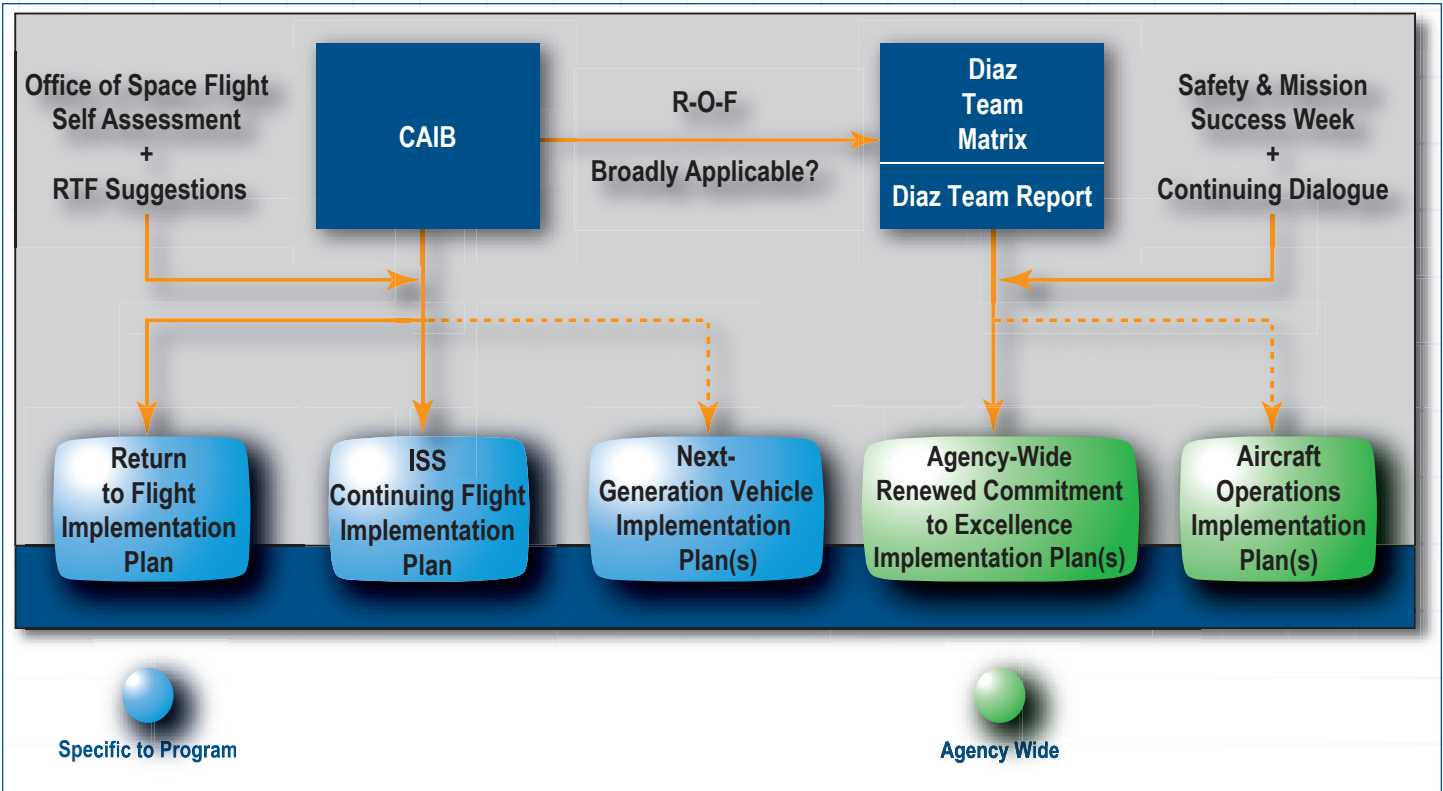 Office of Space Flight
Self Assessment
+
RTF Suggestions
CAIB
R-O-F
Broadly Applicable?
Diaz
Team
Matrix
Diaz Team Report
Safety & Mission
Success Week
+
Continuing Dialogue
Return
to Flight
Implementation
Plan
ISS
Continuing Flight
Implementation
Plan
Next-
Generation Vehicle
Implementation
Plan(s)
Agency-Wide
Renewed Commitment
to Excellence
Implementation Plan(s)
Aircraft
Operations
Implementation
Plan(s)
Specific to Program
Agency Wide